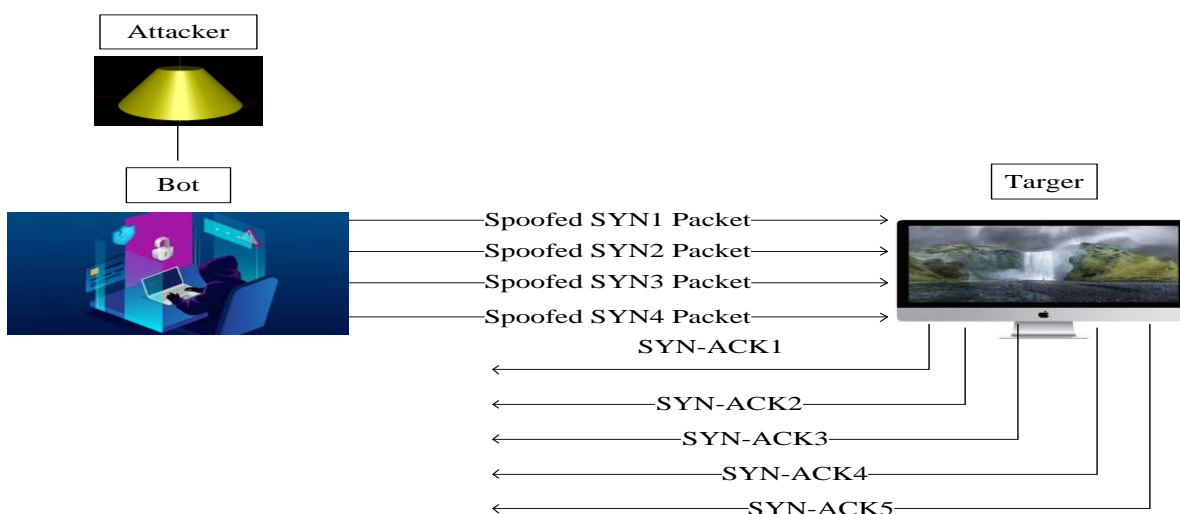 Attacker
Bot
Targer
Spoofed SYN1 Packet
Spoofed SYN2 Packet
Spoofed SYN3 Packet
Spoofed SYN4 Packet
SYN-ACK1
SYN-ACK2
SYN-ACK3
SYN-ACK4
SYN-ACK5